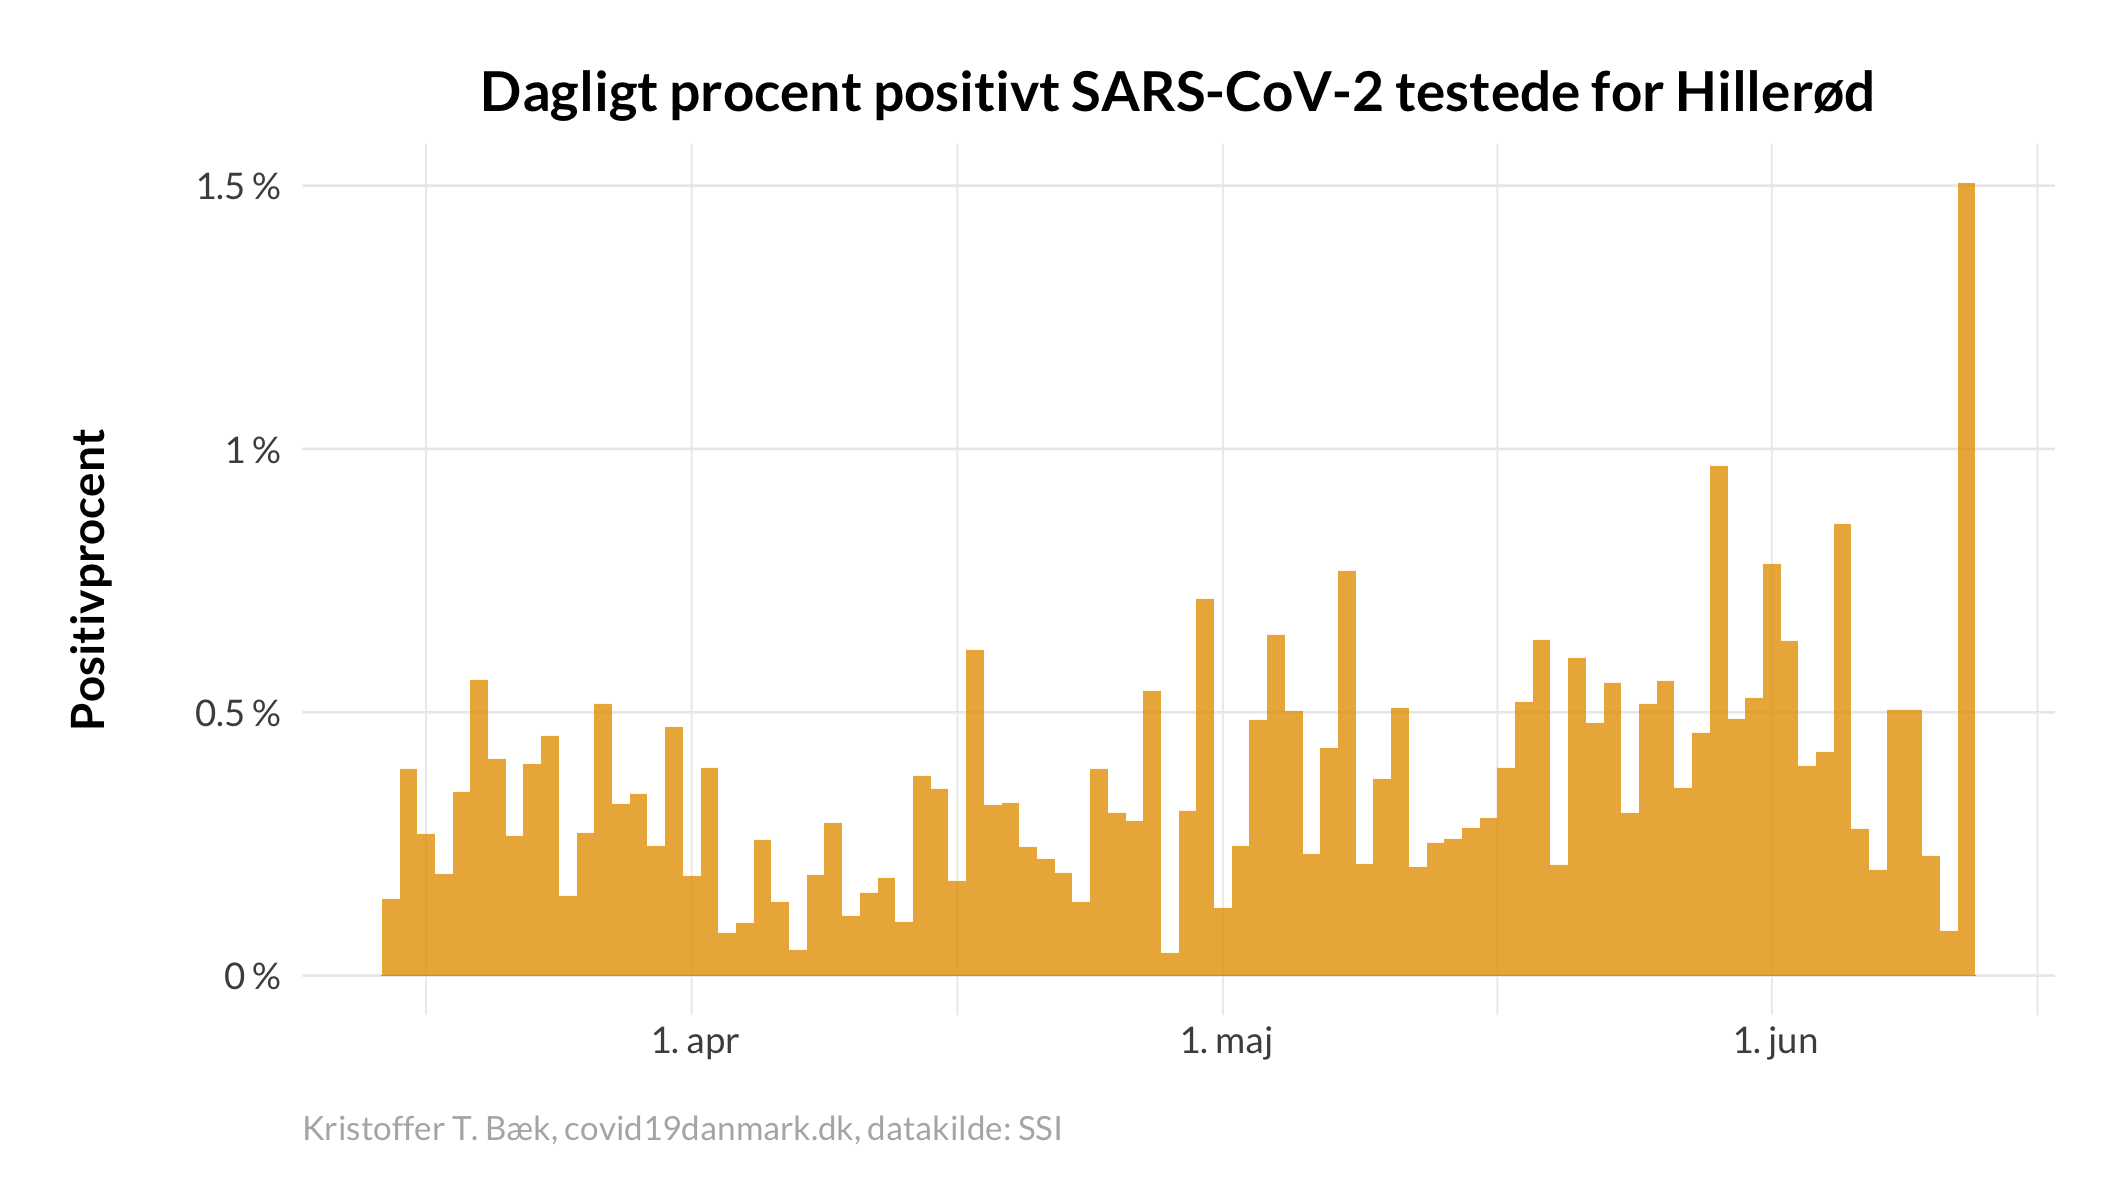 Dagligt procent positivt SARS-CoV-2 testede for Hillerød
Positivprocent
1.5 %
1 %
0.5 %
0 %
1. apr
1. maj
1. jun
Kristoffer T. Bæk, covid19danmark.dk, datakilde: SSI